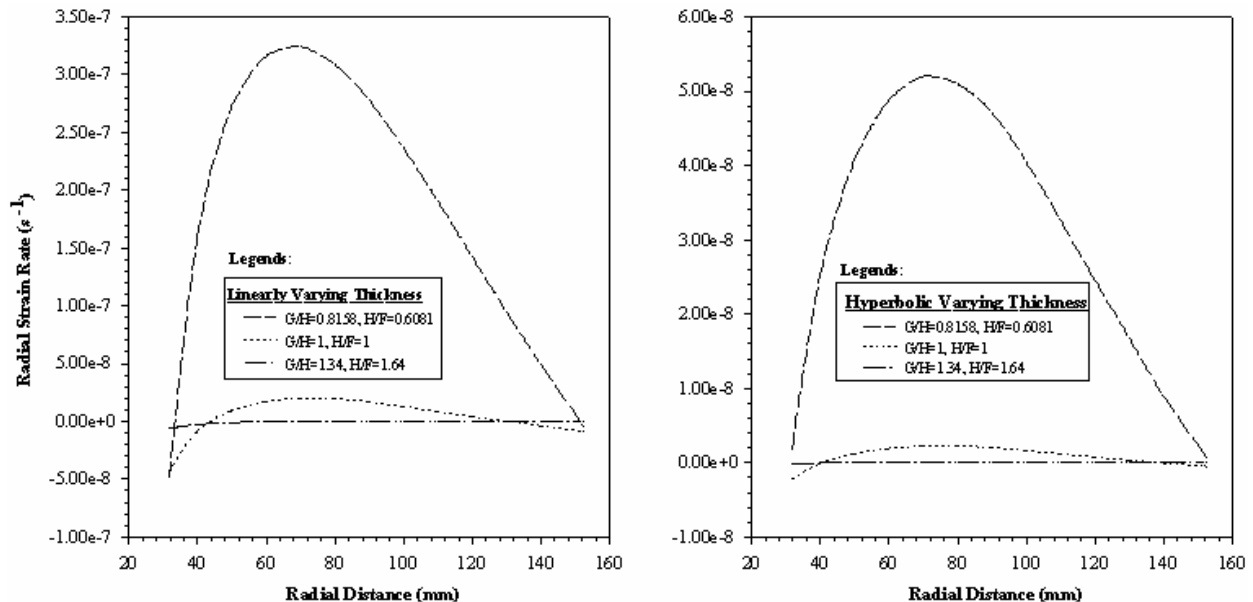 3.50e-7
3.00e-7
2.50e-7
2.00e-7
1.50e-7
1.00e-7
5.00e-8
0.00e+0
-5.00e-8
-1.00e-7
Radial Strain Rate (s⁻¹)
Legends:
Linearly Varying Thickness
G/H=0.8158, H/F=0.6081
G/H=1, H/F=1
G/H=1.34, H/F=1.64
20 40 60 80 100 120 140 160
Radial Distance (mm)
6.00e-8
5.00e-8
4.00e-8
3.00e-8
2.00e-8
1.00e-8
0.00e+0
-1.00e-8
Legends:
Hyperbolic Varying Thickness
G/H=0.8158, H/F=0.6081
G/H=1, H/F=1
G/H=1.34, H/F=1.64
20 40 60 80 100 120 140 160
Radial Distance (mm)